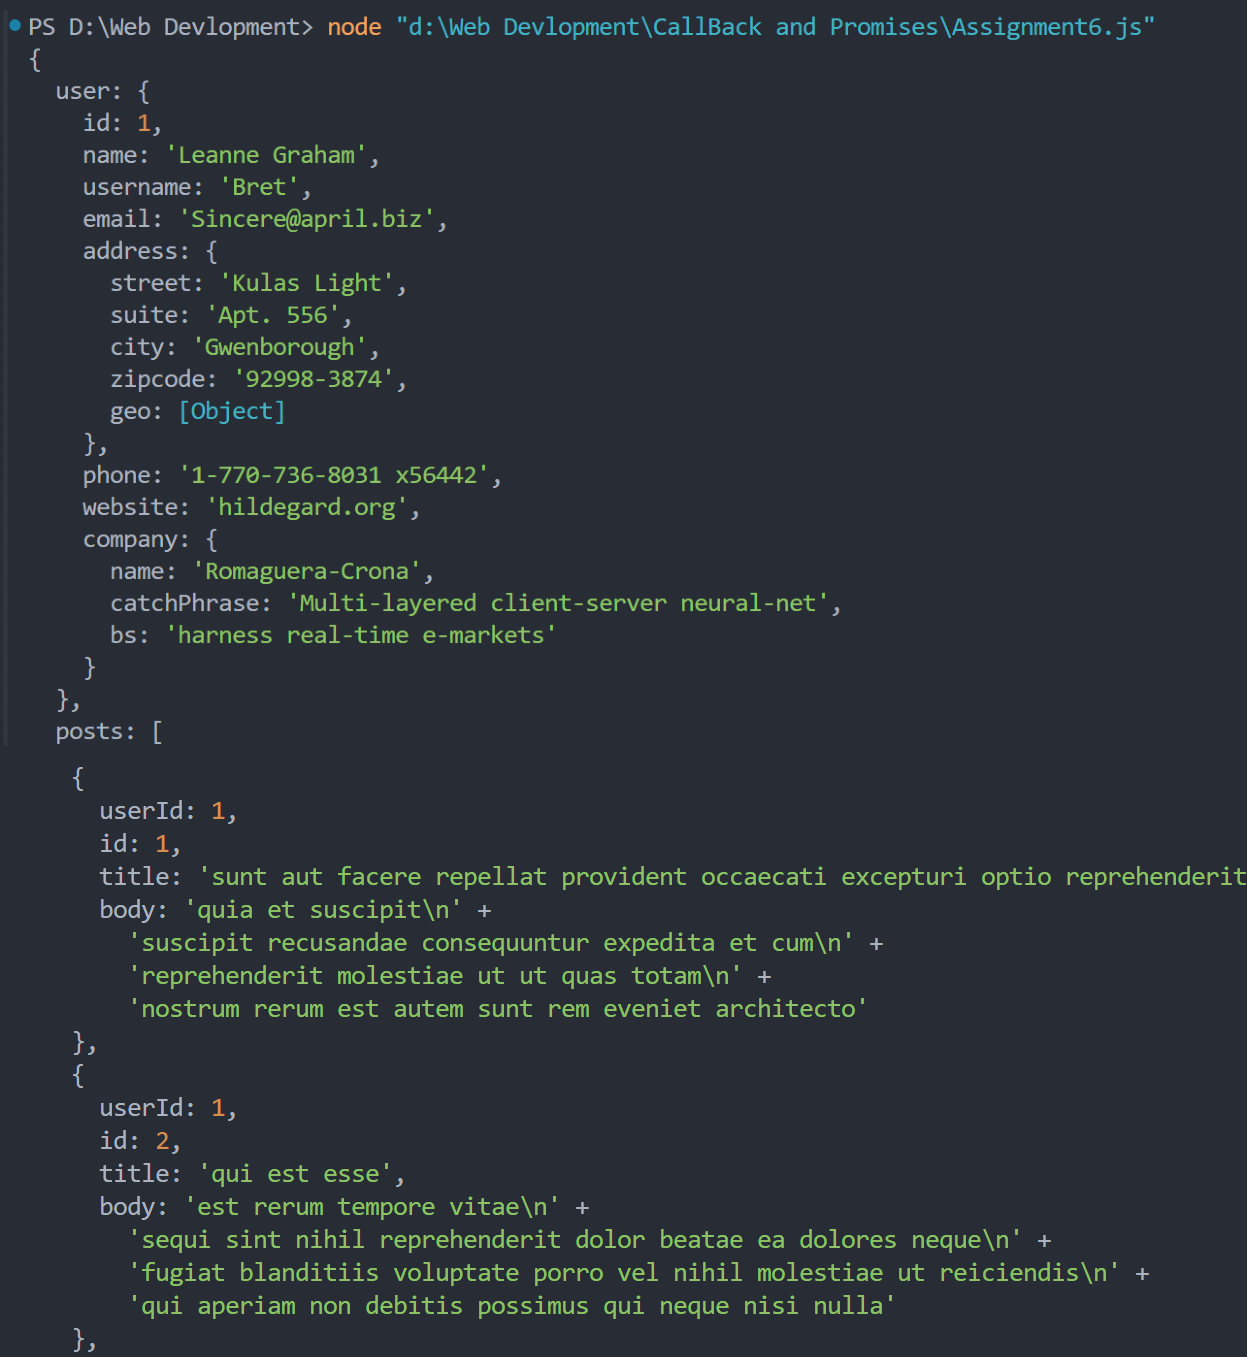 PS D:\Web Devlopment> node "d:\Web Devlopment\CallBack and Promises\Assignment6.js"
{
  user: {
    id: 1,
    name: 'Leanne Graham',
    username: 'Bret',
    email: 'Sincere@april.biz',
    address: {
      street: 'Kulas Light',
      suite: 'Apt. 556',
      city: 'Gwenborough',
      zipcode: '92998-3874',
      geo: [Object]
    },
    phone: '1-770-736-8031 x56442',
    website: 'hildegard.org',
    company: {
      name: 'Romaguera-Crona',
      catchPhrase: 'Multi-layered client-server neural-net',
      bs: 'harness real-time e-markets'
    }
  },
  posts: [
    {
      userId: 1,
      id: 1,
      title: 'sunt aut facere repellat provident occaecati excepturi optio reprehenderit
      body: 'quia et suscipit\n' +
        'suscipit recusandae consequuntur expedita et cum\n' +
        'reprehenderit molestiae ut ut quas totam\n' +
        'nostrum rerum est autem sunt rem eveniet architecto'
    },
    {
      userId: 1,
      id: 2,
      title: 'qui est esse',
      body: 'est rerum tempore vitae\n' +
        'sequi sint nihil reprehenderit dolor beatae ea dolores neque\n' +
        'fugiat blanditiis voluptate porro vel nihil molestiae ut reiciendis\n' +
        'qui aperiam non debitis possimus qui neque nisi nulla'
    },